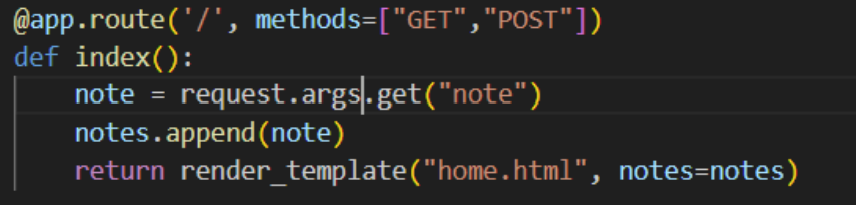 @app.route('/', methods=["GET","POST"])
def index():
    note = request.args.get("note")
    notes.append(note)
    return render_template("home.html", notes=notes)